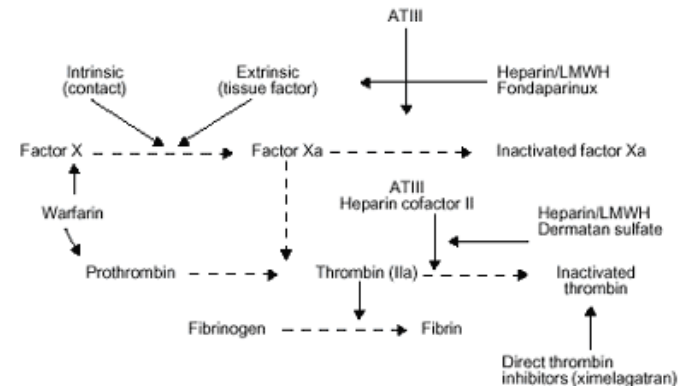 ATIII
Intrinsic
(contact)
Extrinsic
(tissue factor)
Heparin/LMWH
Fondaparinux
Factor X
Factor Xa
Inactivated factor Xa
ATIII
Heparin cofactor II
Warfarin
Heparin/LMWH
Dermatan sulfate
Prothrombin
Thrombin (IIa)
Inactivated
thrombin
Fibrinogen
Fibrin
Direct thrombin
inhibitors (ximelagatran)